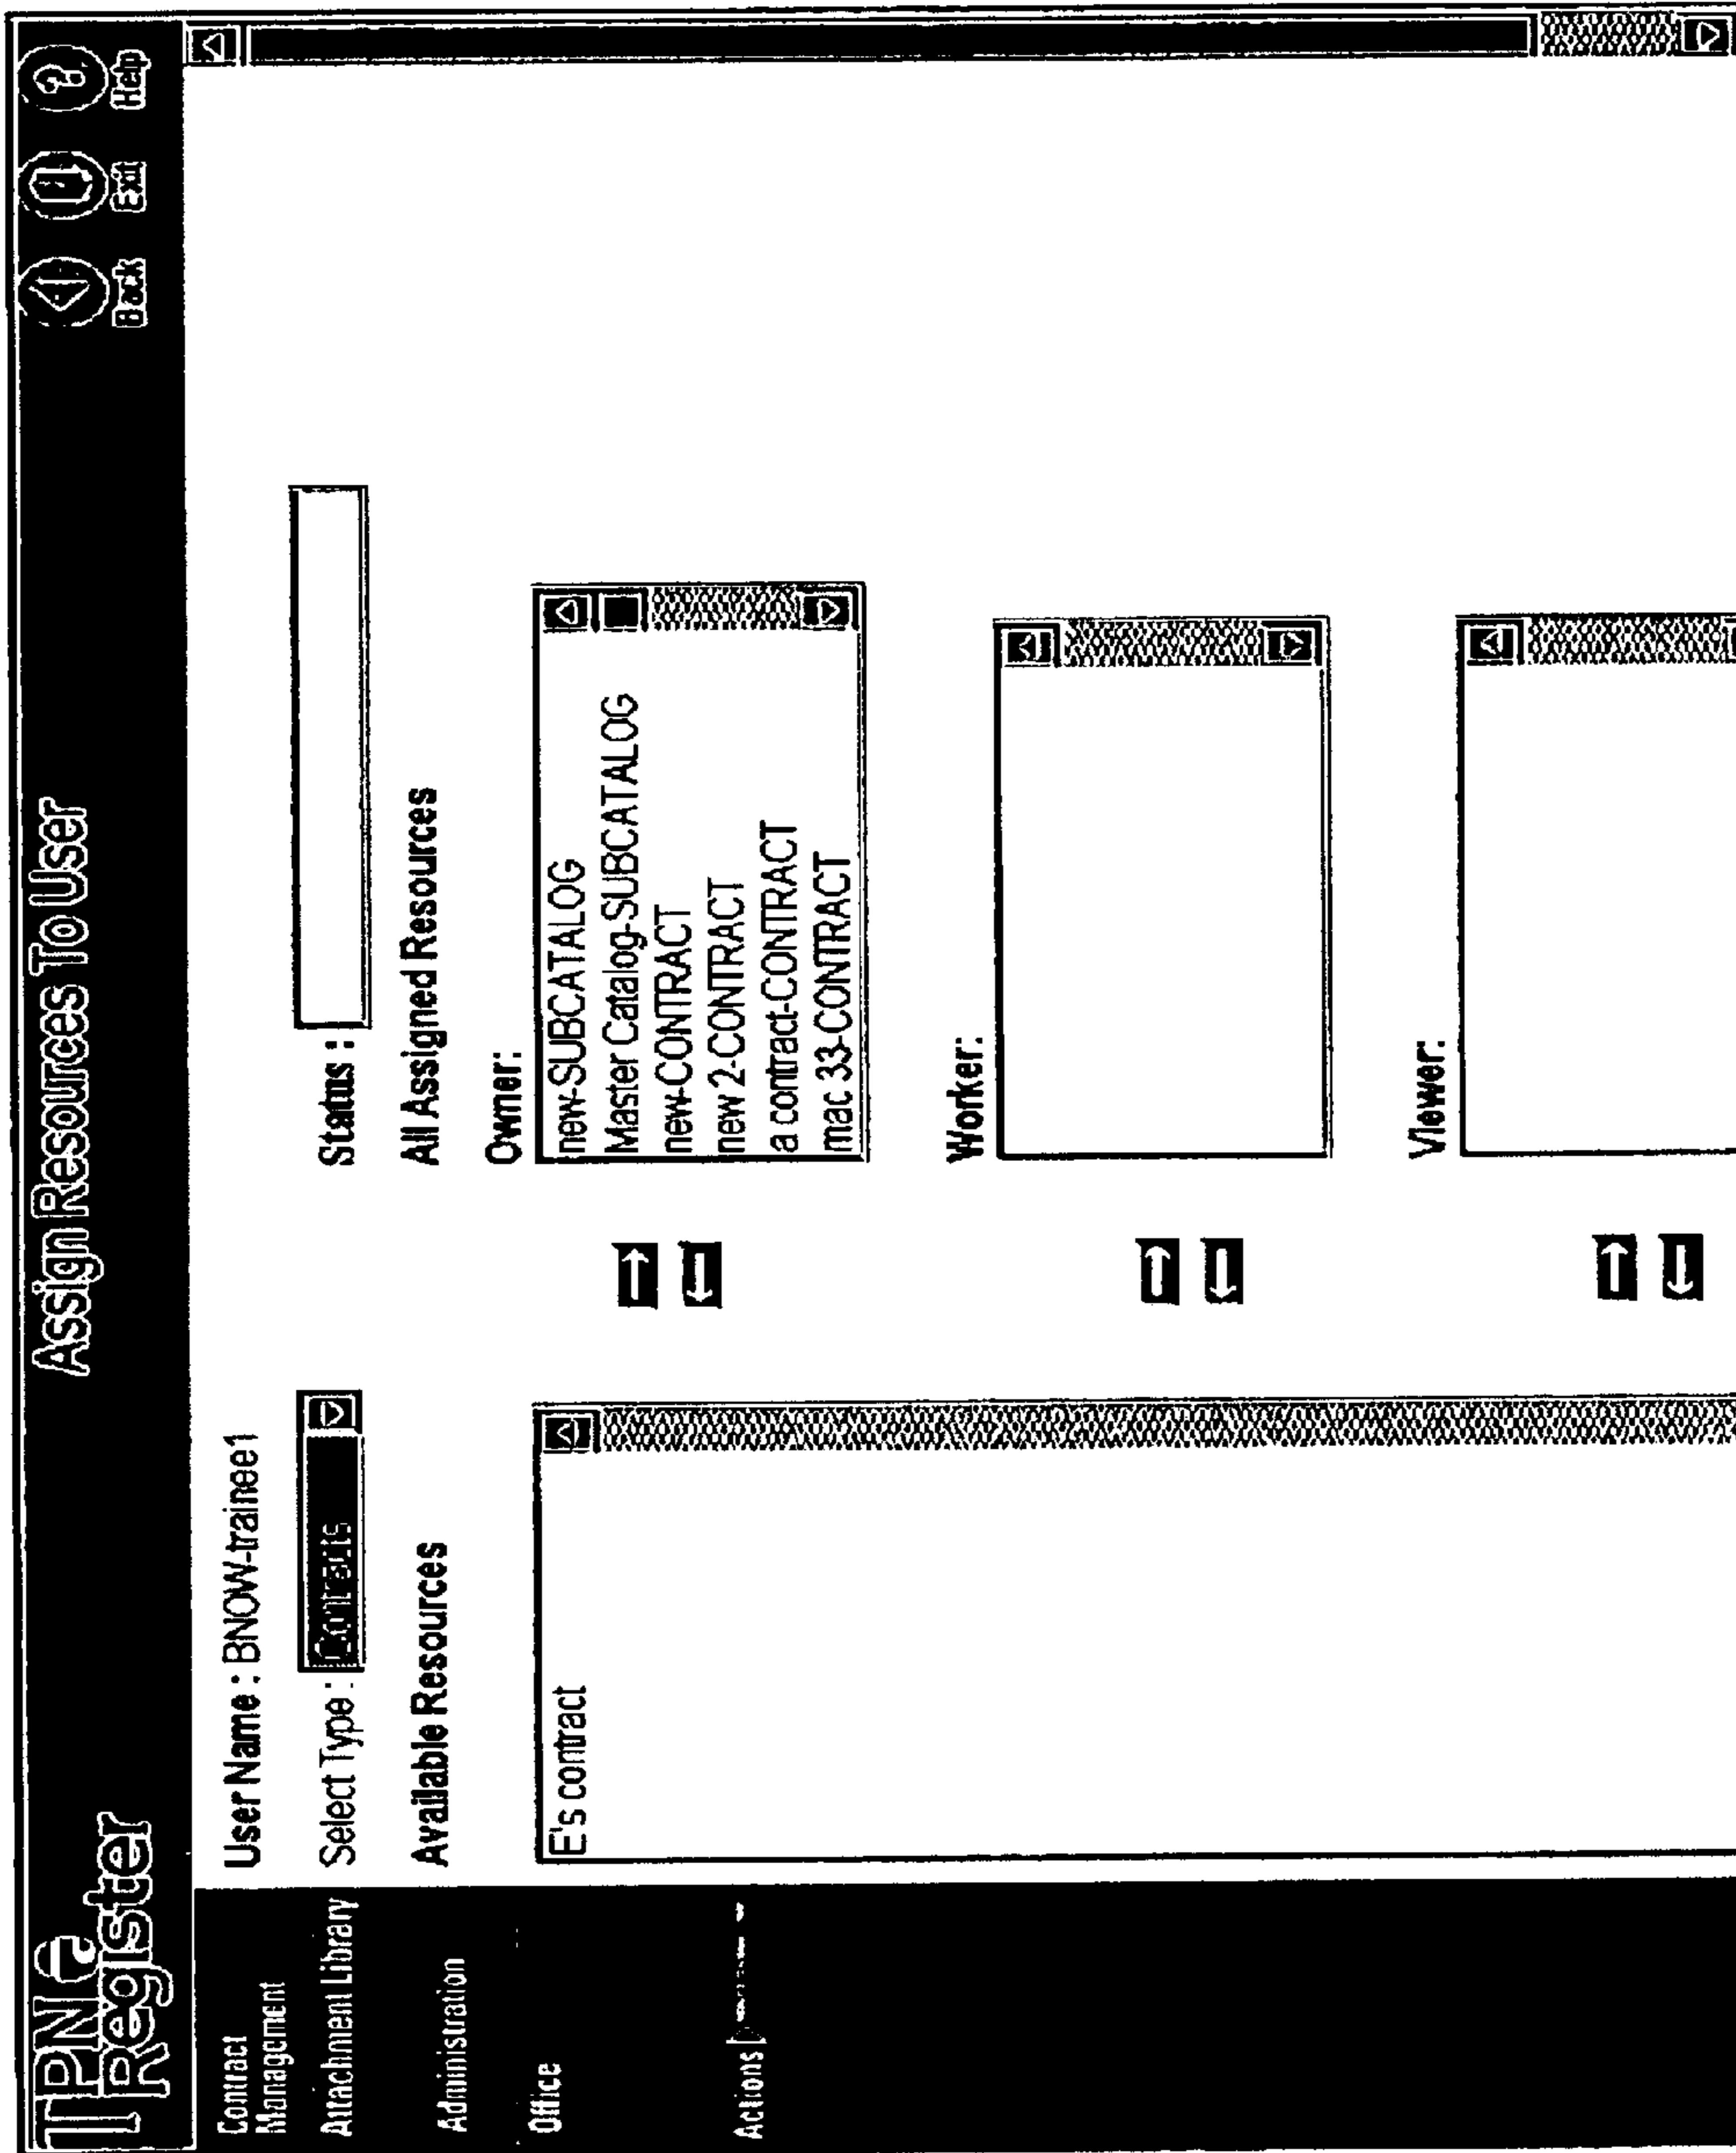 TPN e
Register
Assign Resources To User
Back
Exit
Help
Contract
Management
Attachment Library
Administration
Office
Actions
User Name : BNOW-trainee1
Select Type : Contracts
Status :
Available Resources
All Assigned Resources
E's contract
Owner:
new-SUBCATALOG
Master Catalog-SUBCATALOG
new-CONTRACT
new 2-CONTRACT
a contract-CONTRACT
mac 33-CONTRACT
Worker:
Viewer: